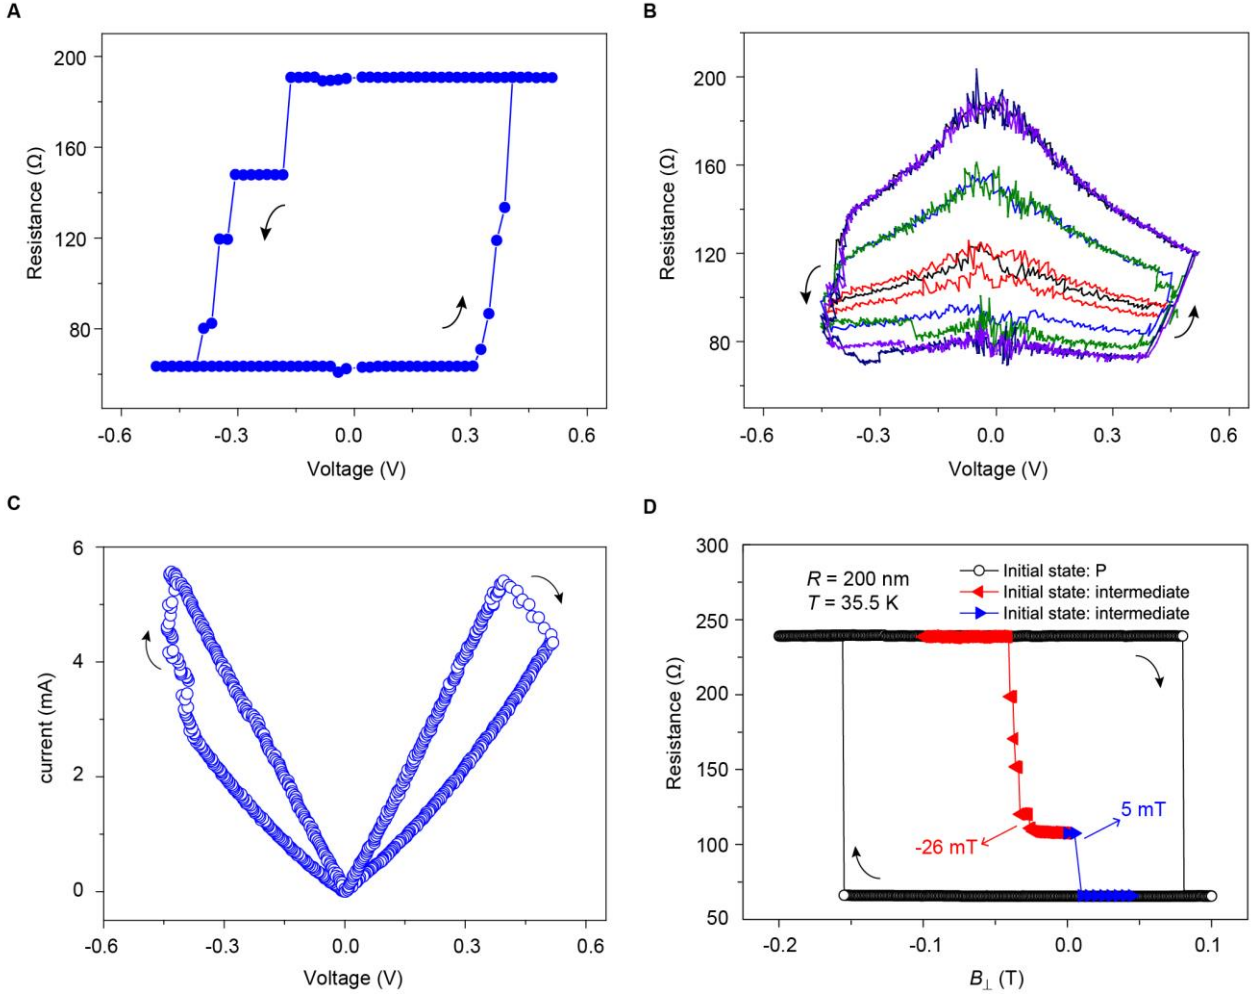 A
200
160
120
80
Resistance (Ω)
-0.6 -0.3 0.0 0.3 0.6
Voltage (V)
B
200
160
120
80
Resistance (Ω)
-0.6 -0.3 0.0 0.3 0.6
Voltage (V)
C
6
4
2
0
current (mA)
-0.6 -0.3 0.0 0.3 0.6
Voltage (V)
D
300
250
200
150
100
50
Resistance (Ω)
R = 200 nm
T = 35.5 K
Initial state: P
Initial state: intermediate
Initial state: intermediate
5 mT
-26 mT
-0.2 -0.1 0.0 0.1
B⊥ (T)